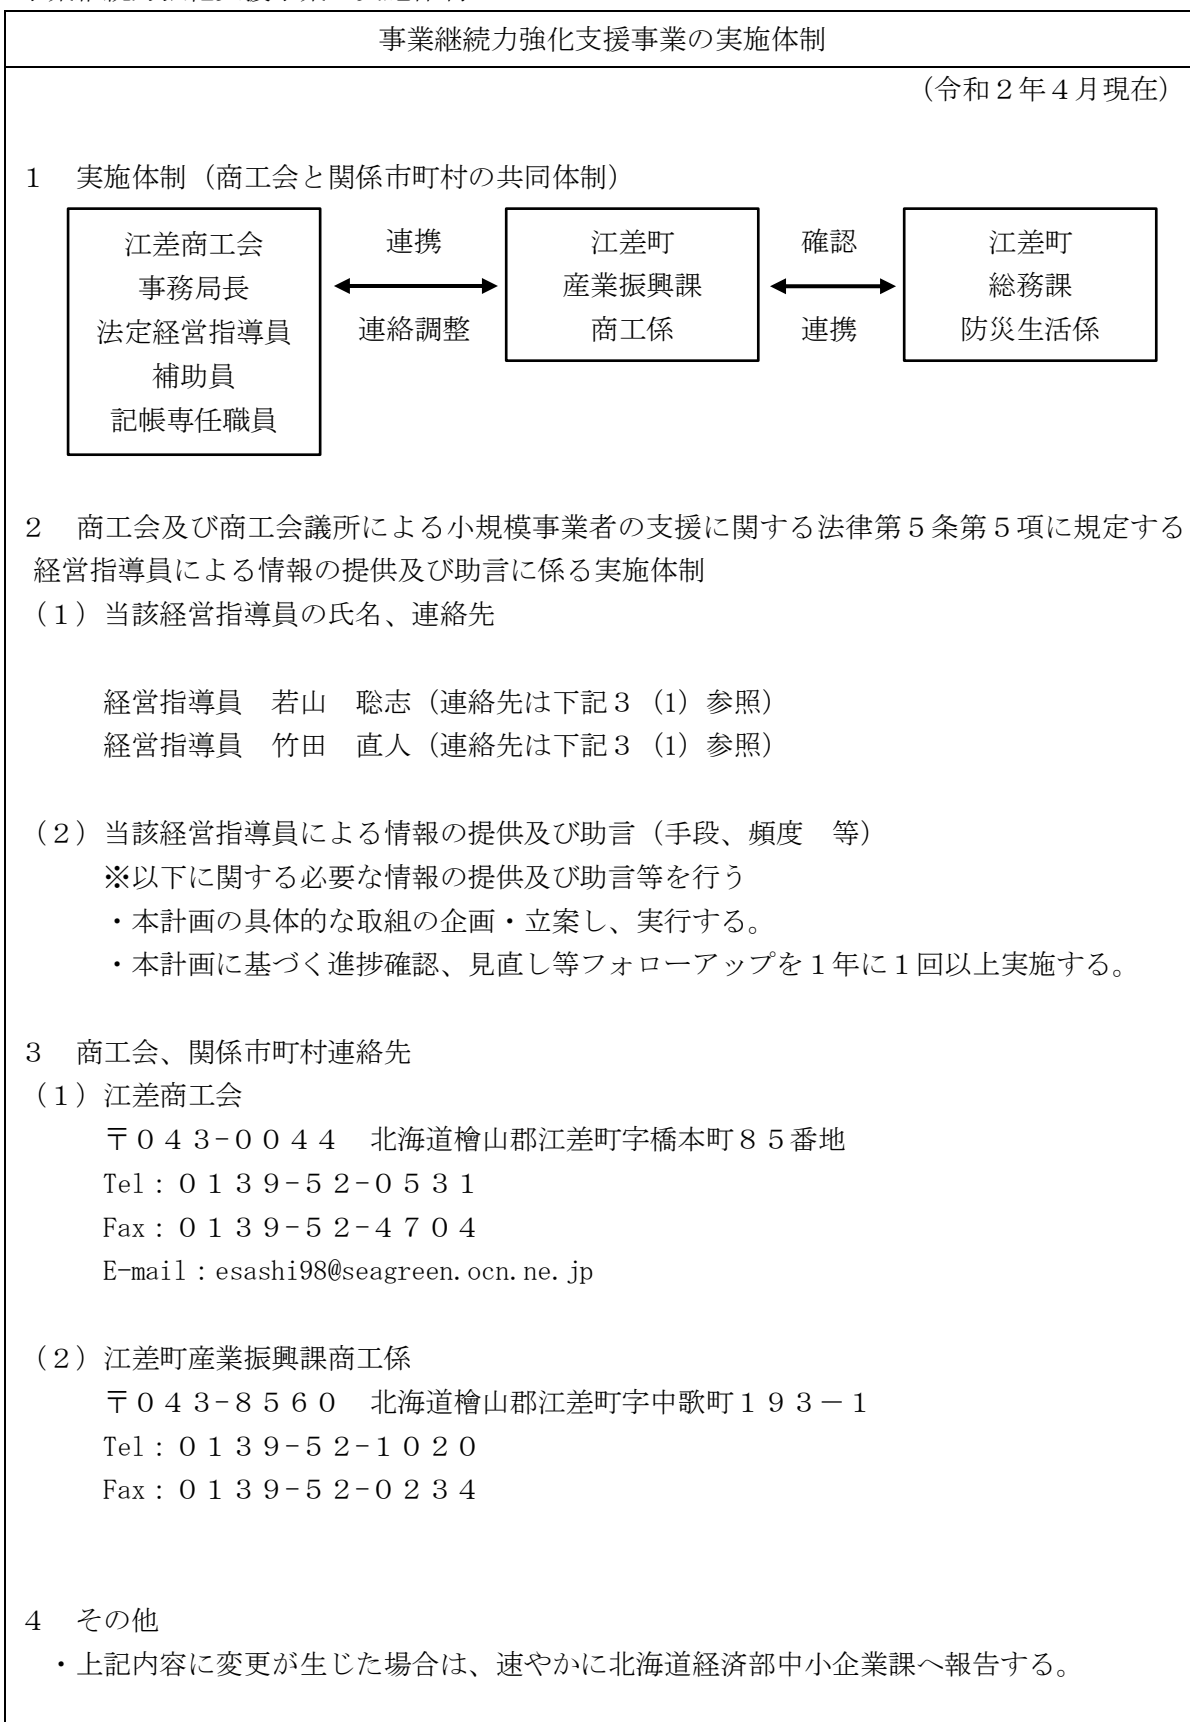 事業継続力強化支援事業の実施体制
（令和２年４月現在）
１　実施体制（商工会と関係市町村の共同体制）
江差商工会
事務局長
法定経営指導員
補助員
記帳専任職員
連携
連絡調整
江差町
産業振興課
商工係
確認
連携
江差町
総務課
防災生活係
２　商工会及び商工会議所による小規模事業者の支援に関する法律第５条第５項に規定する
経営指導員による情報の提供及び助言に係る実施体制
（１）当該経営指導員の氏名、連絡先
経営指導員　若山　聡志（連絡先は下記３（1）参照）
経営指導員　竹田　直人（連絡先は下記３（1）参照）
（２）当該経営指導員による情報の提供及び助言（手段、頻度　等）
※以下に関する必要な情報の提供及び助言等を行う
・本計画の具体的な取組の企画・立案し、実行する。
・本計画に基づく進捗確認、見直し等フォローアップを１年に１回以上実施する。
３　商工会、関係市町村連絡先
（１）江差商工会
〒０４３-００４４　北海道檜山郡江差町字橋本町８５番地
Tel：０１３９-５２-０５３１
Fax：０１３９-５２-４７０４
E-mail：esashi98@seagreen.ocn.ne.jp
（２）江差町産業振興課商工係
〒０４３-８５６０　北海道檜山郡江差町字中歌町１９３－１
Tel：０１３９-５２-１０２０
Fax：０１３９-５２-０２３４
４　その他
・上記内容に変更が生じた場合は、速やかに北海道経済部中小企業課へ報告する。